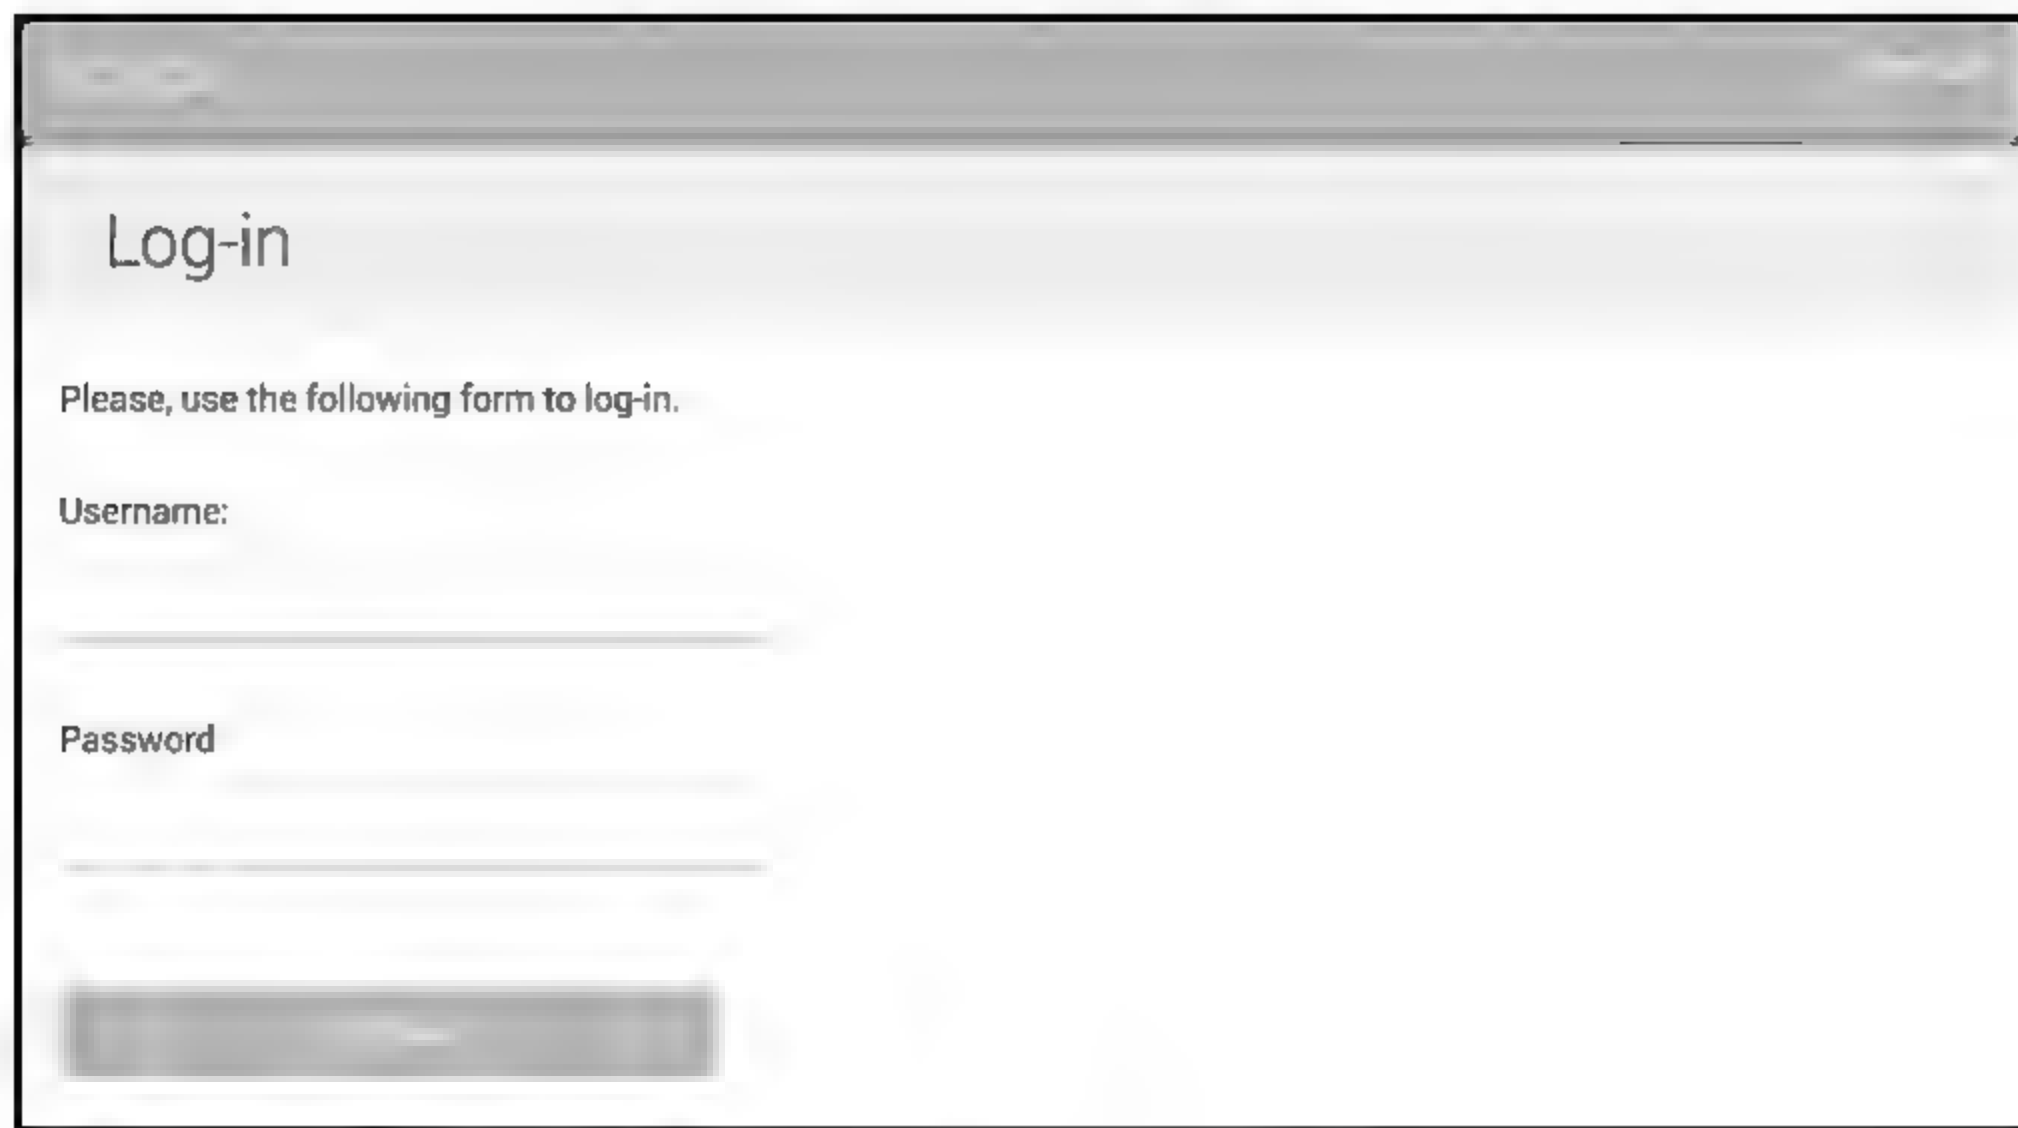 Log-in
Please, use the following form to log-in.
Username:
Password